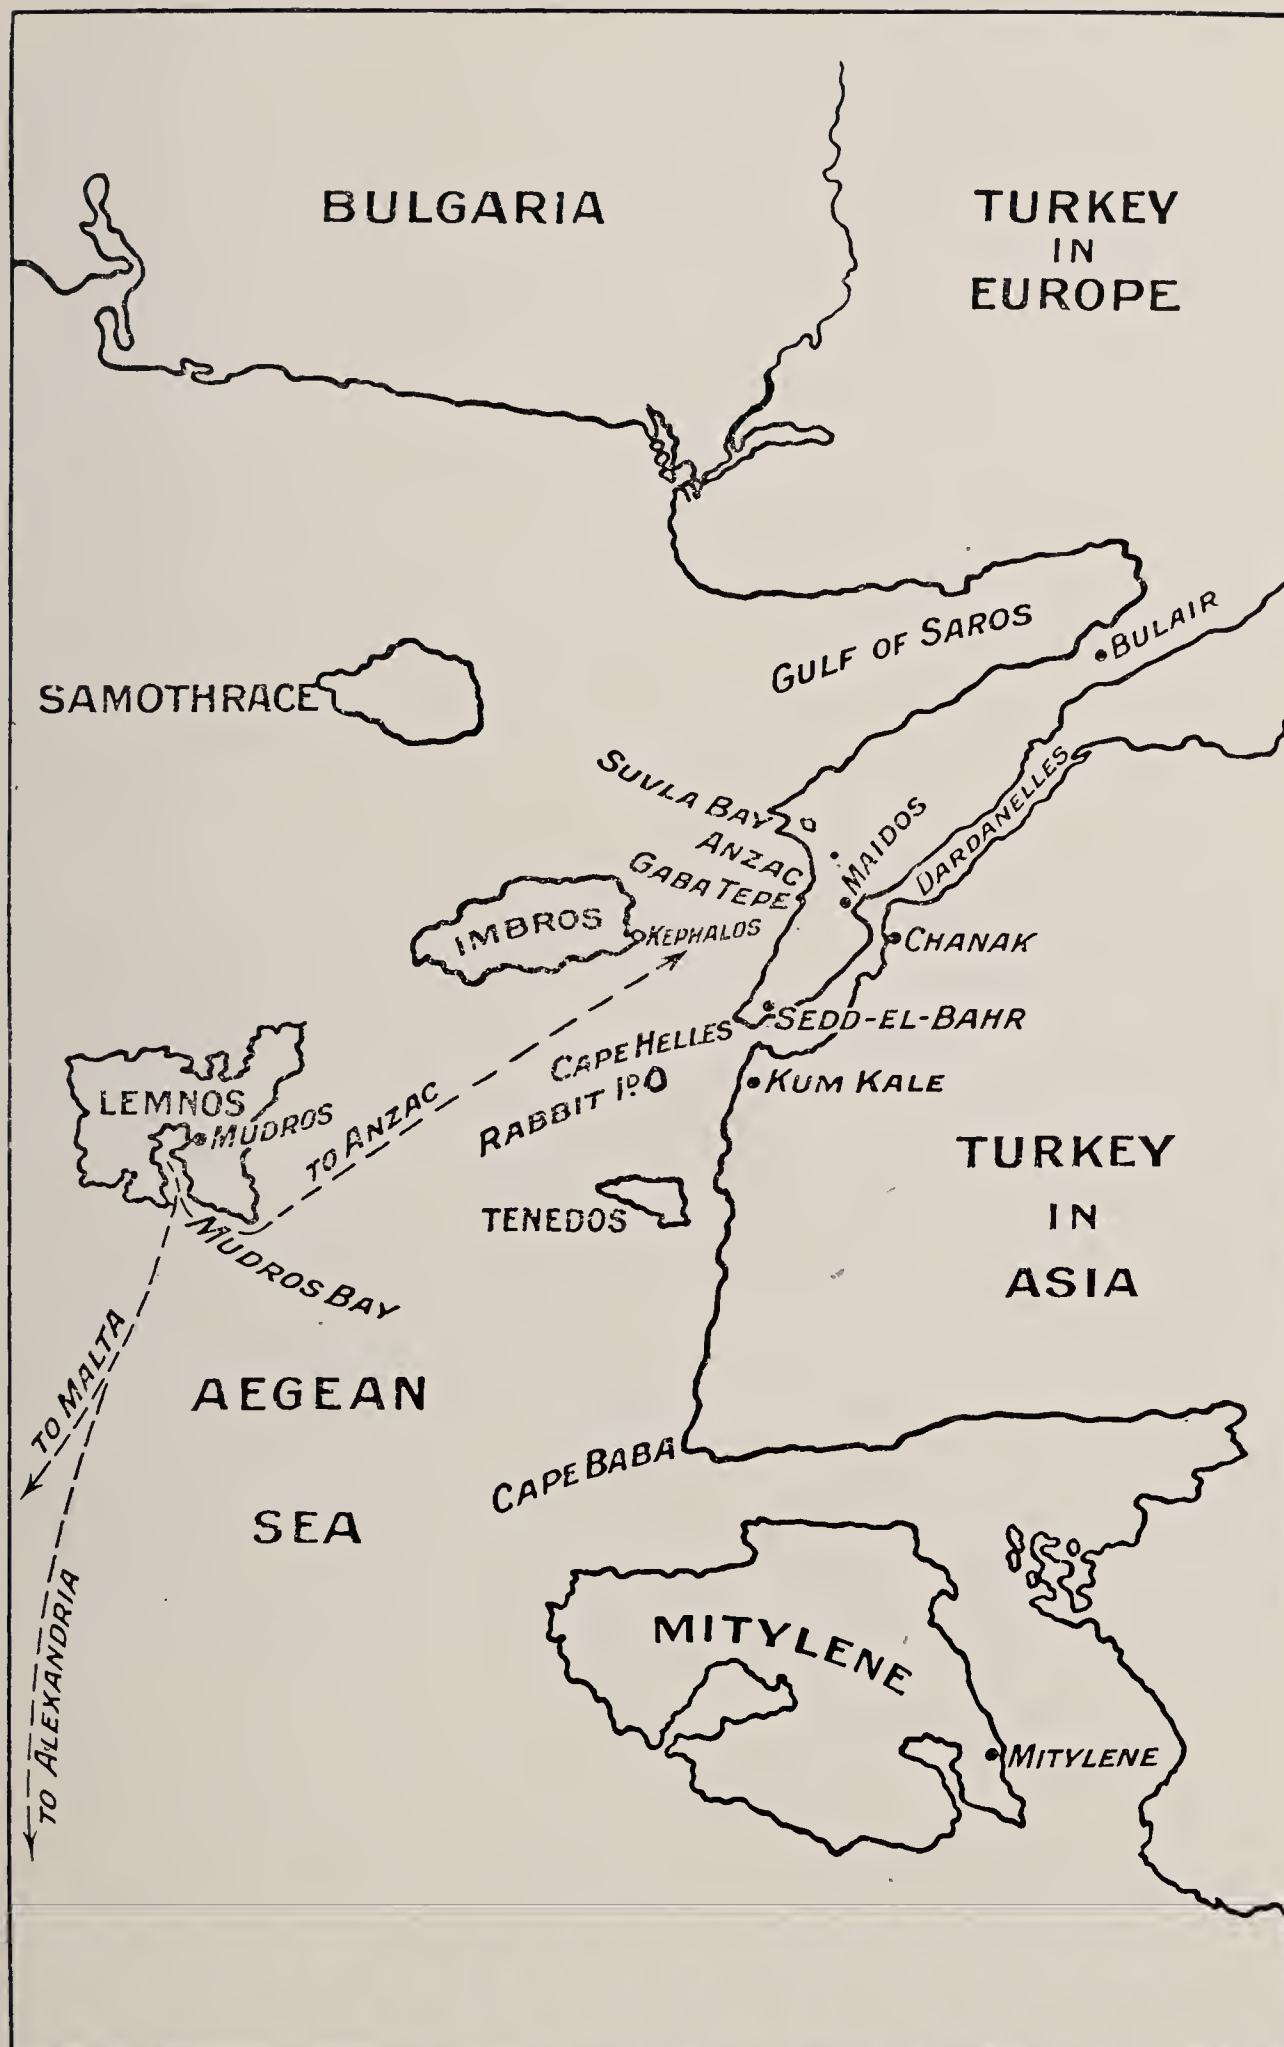 BULGARIA
TURKEY
IN
EUROPE
GULF OF SAROS
BULAIR
SAMOTHRACE
SUVLA BAY
ANZAC
GABA TEPE
MAIDOS
DARDANELLES
IMBROS
KEPHALOS
CHANAK
SEDD-EL-BAHR
CAPE HELLES
RABBIT ID.
KUM KALE
LEMNOS
MUDROS
TO ANZAC
TURKEY
IN
ASIA
TENEDOS
MUDROS BAY
TO MALTA
AEGEAN
SEA
CAPE BABA
TO ALEXANDRIA
MITYLENE
MITYLENE